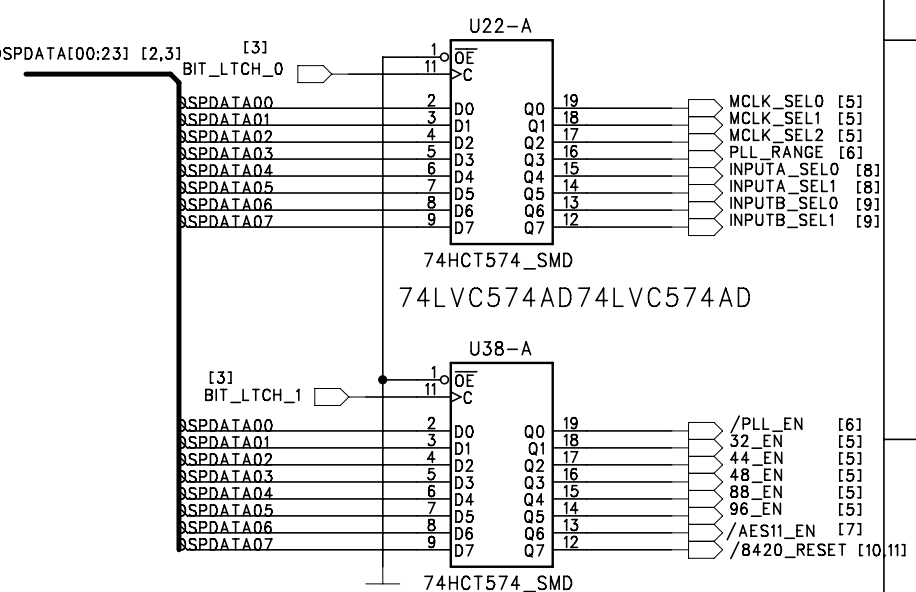 U22-A
DSPDATA[00:23] [2,3]
[3]
BIT_LTCH_0
1 OE
11 C
DSPDATA00 2 D0 Q0 19 MCLK_SEL0 [5]
DSPDATA01 3 D1 Q1 18 MCLK_SEL1 [5]
DSPDATA02 4 D2 Q2 17 MCLK_SEL2 [5]
DSPDATA03 5 D3 Q3 16 PLL_RANGE [6]
DSPDATA04 6 D4 Q4 15 INPUTA_SEL0 [8]
DSPDATA05 7 D5 Q5 14 INPUTA_SEL1 [8]
DSPDATA06 8 D6 Q6 13 INPUTB_SEL0 [9]
DSPDATA07 9 D7 Q7 12 INPUTB_SEL1 [9]
74HCT574_SMD
74LVC574AD74LVC574AD
U38-A
[3]
BIT_LTCH_1
1 OE
11 C
DSPDATA00 2 D0 Q0 19 /PLL_EN [6]
DSPDATA01 3 D1 Q1 18 32_EN [5]
DSPDATA02 4 D2 Q2 17 44_EN [5]
DSPDATA03 5 D3 Q3 16 48_EN [5]
DSPDATA04 6 D4 Q4 15 88_EN [5]
DSPDATA05 7 D5 Q5 14 96_EN [5]
DSPDATA06 8 D6 Q6 13 /AES11_EN [7]
DSPDATA07 9 D7 Q7 12 /8420_RESET [10,11]
74HCT574_SMD